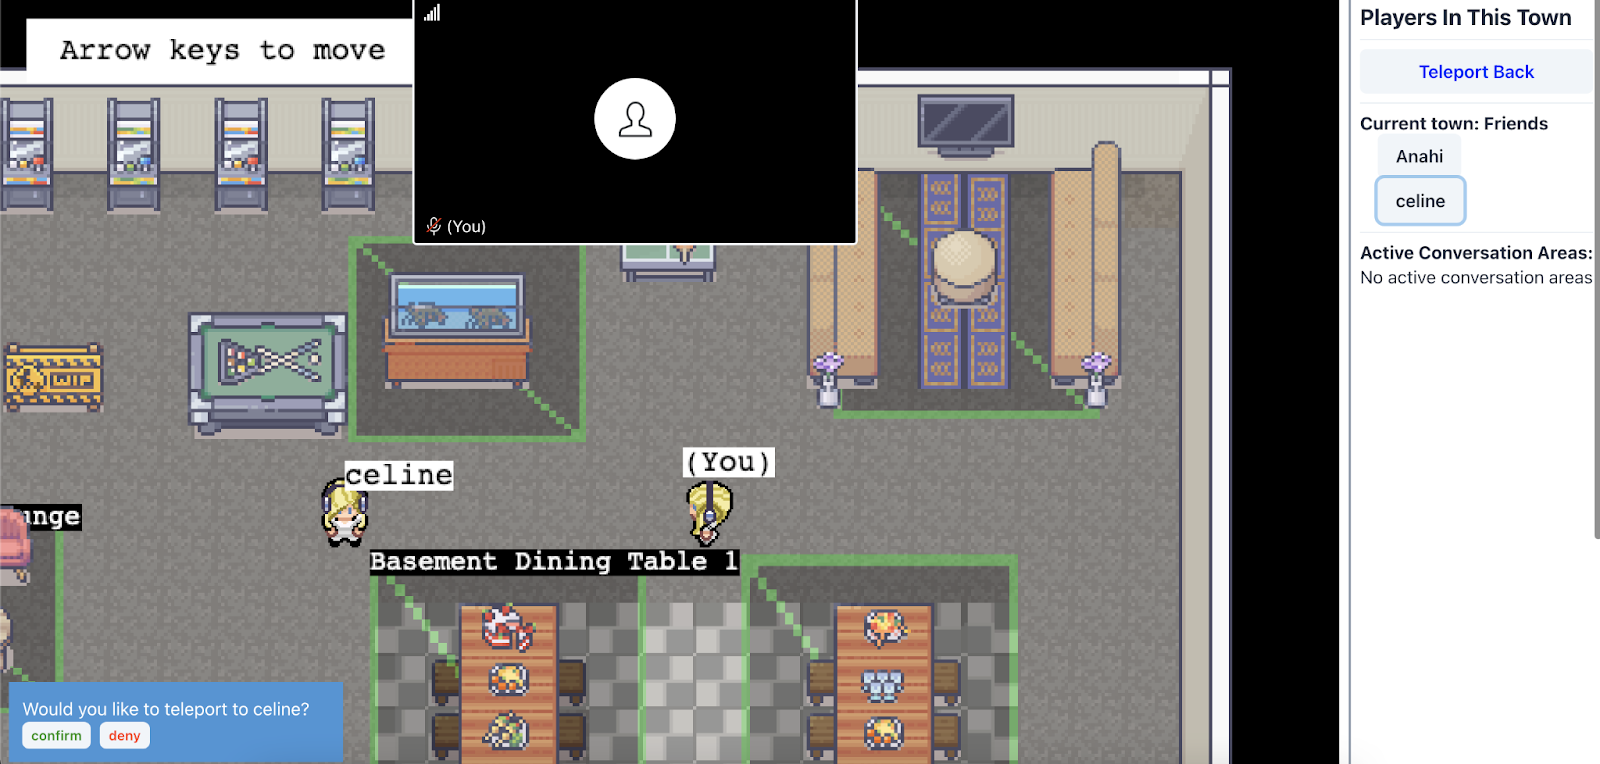 Arrow keys to move
(You)
Players In This Town
Teleport Back
Current town: Friends
Anahi
celine
Active Conversation Areas:
No active conversation areas
celine
(You)
Basement Dining Table 1
Would you like to teleport to celine?
confirm
deny